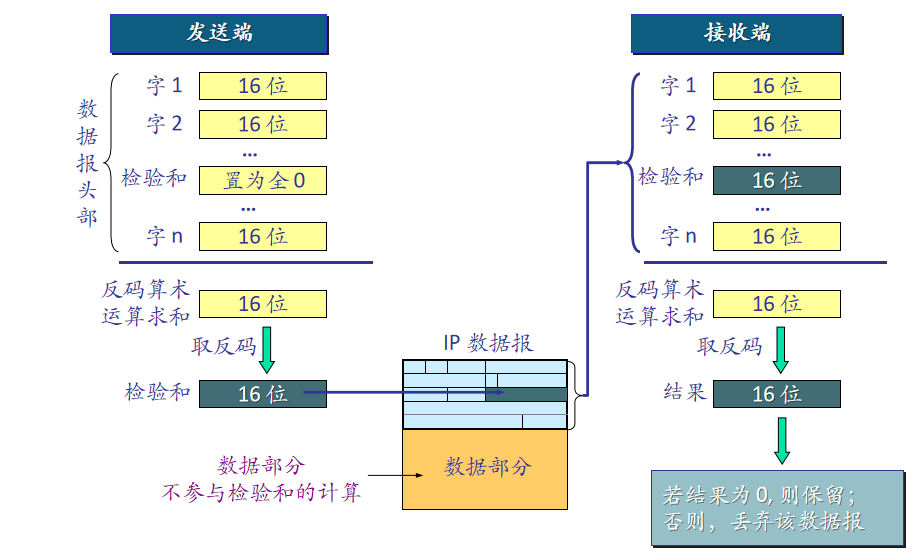 发送端
数
据
报
头
部
字 1
16 位
字 2
16 位
...
检验和
置为全 0
...
字 n
16 位
反码算术
运算求和
16 位
取反码
检验和
16 位
数据部分
不参与检验和的计算
IP 数据报
数据部分
接收端
字 1
16 位
字 2
16 位
...
检验和
16 位
...
字 n
16 位
反码算术
运算求和
16 位
取反码
结果
16 位
若结果为 0, 则保留；
否则，丢弃该数据报